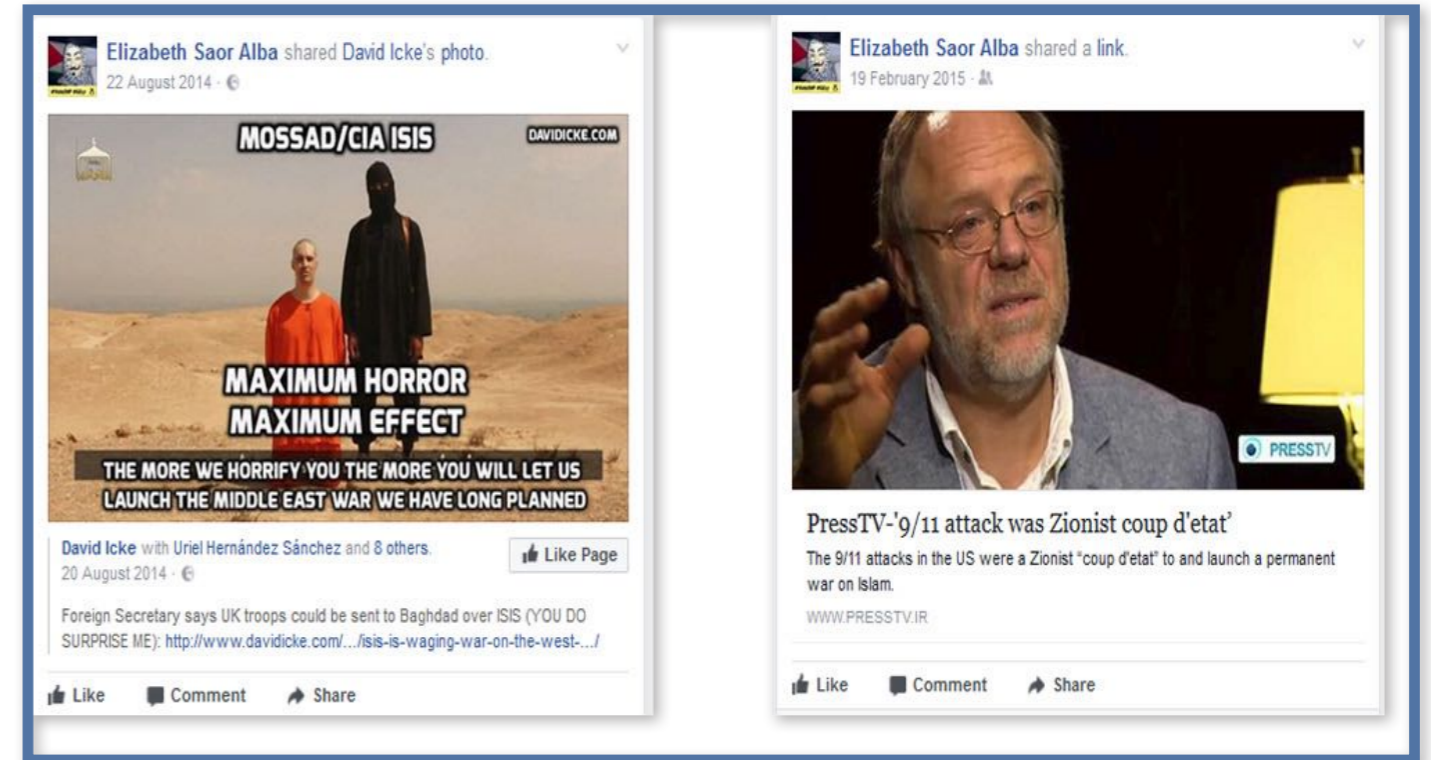 Elizabeth Saor Alba shared David Icke's photo.
22 August 2014 ·
MOSSAD/CIA ISIS
DAVIDICKE.COM
MAXIMUM HORROR
MAXIMUM EFFECT
THE MORE WE HORRIFY YOU THE MORE YOU WILL LET US
LAUNCH THE MIDDLE EAST WAR WE HAVE LONG PLANNED
David Icke with Uriel Hernández Sánchez and 8 others.
Like Page
20 August 2014 ·
Foreign Secretary says UK troops could be sent to Baghdad over ISIS (YOU DO
SURPRISE ME): http://www.davidicke.com/.../isis-is-waging-war-on-the-west-.../
Like Comment Share
Elizabeth Saor Alba shared a link.
19 February 2015 ·
PRESSTV
PressTV-'9/11 attack was Zionist coup d'etat’
The 9/11 attacks in the US were a Zionist “coup d'etat” to and launch a permanent
war on Islam.
WWW.PRESSTV.IR
Like Comment Share